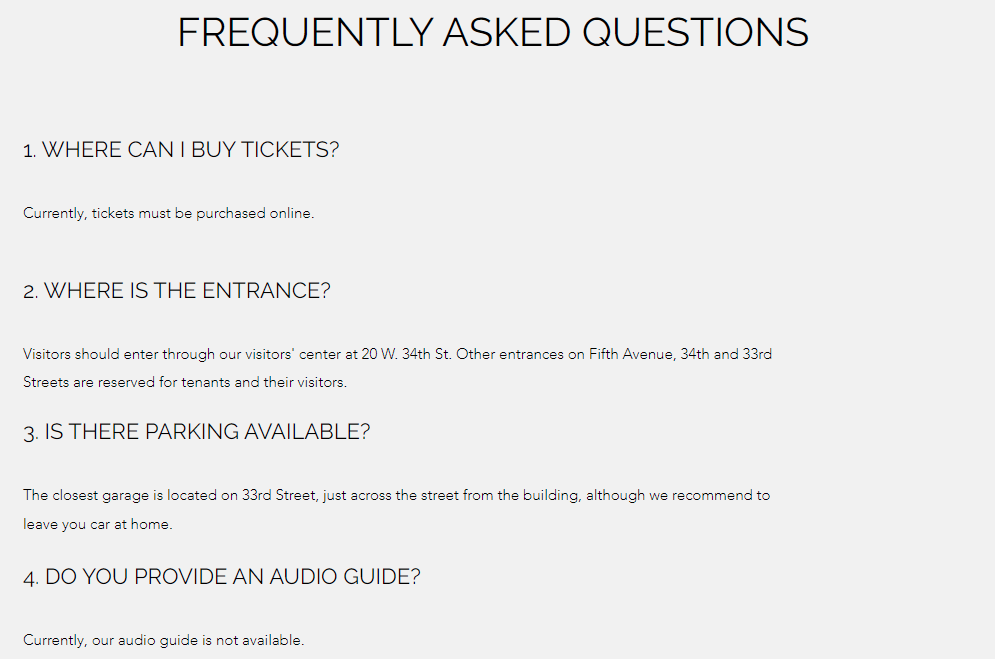 FREQUENTLY ASKED QUESTIONS
1. WHERE CAN I BUY TICKETS?
Currently, tickets must be purchased online.
2. WHERE IS THE ENTRANCE?
Visitors should enter through our visitors' center at 20 W. 34th St. Other entrances on Fifth Avenue, 34th and 33rd
Streets are reserved for tenants and their visitors.
3. IS THERE PARKING AVAILABLE?
The closest garage is located on 33rd Street, just across the street from the building, although we recommend to
leave you car at home.
4. DO YOU PROVIDE AN AUDIO GUIDE?
Currently, our audio guide is not available.